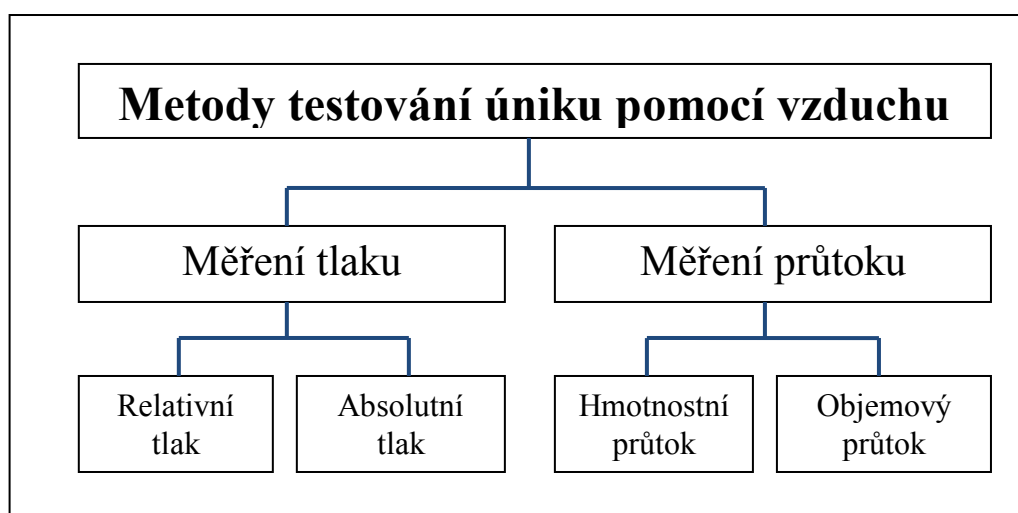 Metody testování úniku pomocí vzduchu
Měření tlaku
Měření průtoku
Relativní
tlak
Absolutní
tlak
Hmotnostní
průtok
Objemový
průtok